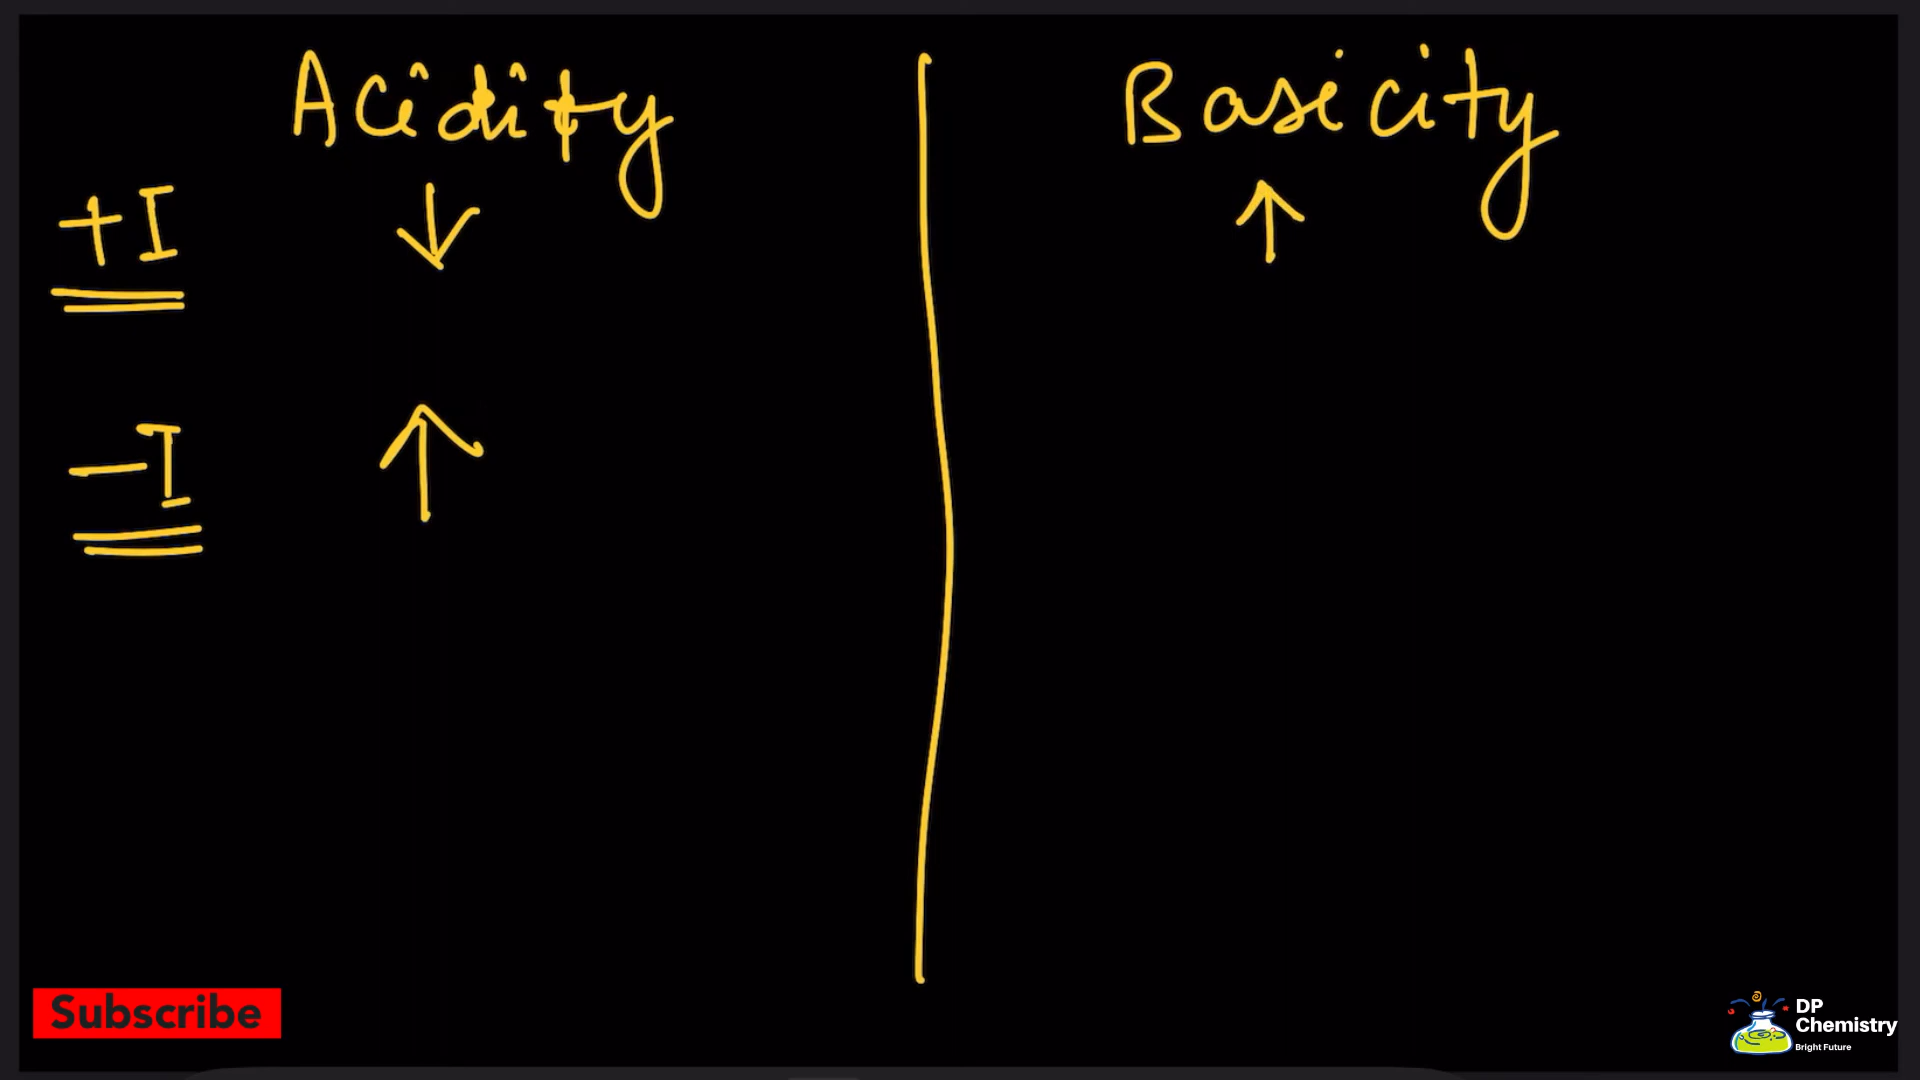 Acidity
Basicity
+I ↓ ↑
-I ↑
Subscribe
DP
Chemistry
Bright Future